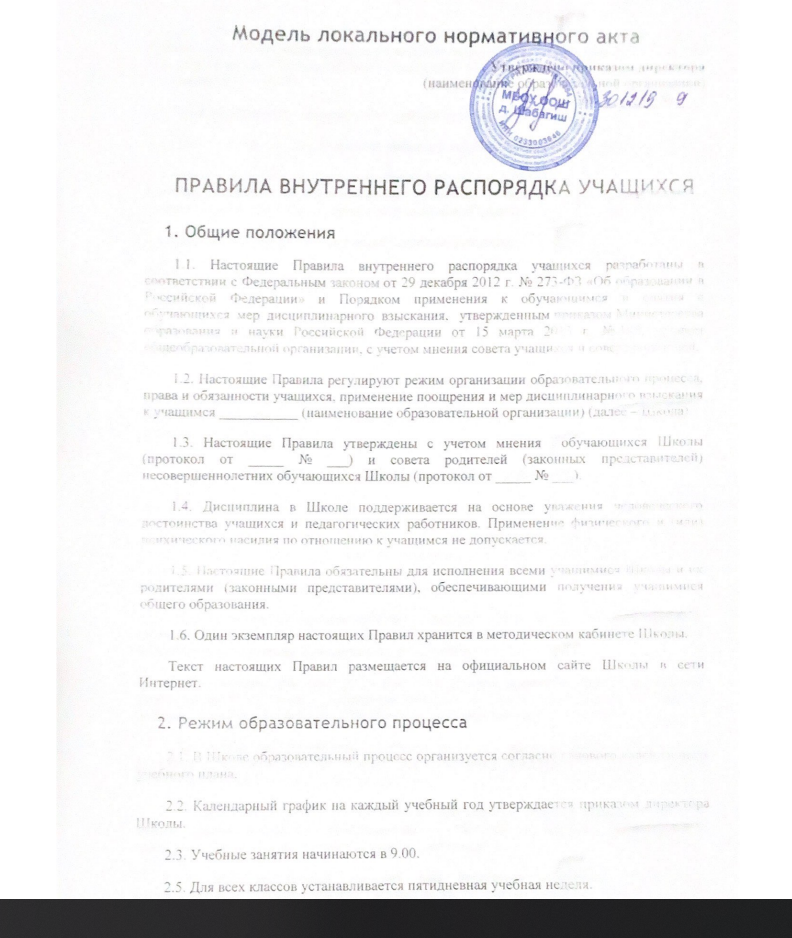 Модель локального нормативного акта
Утверждены приказом директора
(наименование образовательной организации)
МБОУ ООШ
д. Шабагиш
ПРАВИЛА ВНУТРЕННЕГО РАСПОРЯДКА УЧАЩИХСЯ
1. Общие положения
1.1. Настоящие Правила внутреннего распорядка учащихся разработаны в
соответствии с Федеральным законом от 29 декабря 2012 г. № 273-ФЗ «Об образовании в
Российской Федерации» и Порядком применения к обучающимся и снятия с
обучающихся мер дисциплинарного взыскания, утвержденным приказом Министерства
образования и науки Российской Федерации от 15 марта г.
общеобразовательной организации, с учетом мнения совета учащихся и
1.2. Настоящие Правила регулируют режим организации образовательного процесса,
права и обязанности учащихся, применение поощрения и мер дисциплинарного взыскания
к учащимся ____________ (наименование образовательной организации) (далее – Школа)
1.3. Настоящие Правила утверждены с учетом мнения обучающихся Школы
(протокол от _____ № ___) и совета родителей (законных представителей)
несовершеннолетних обучающихся Школы (протокол от _____ № ___).
1.4. Дисциплина в Школе поддерживается на основе уважения человеческого
достоинства учащихся и педагогических работников. Применение физического и (или)
психического насилия по отношению к учащимся не допускается.
1.5. Настоящие Правила обязательны для исполнения всеми учащимися Школы и их
родителями (законными представителями), обеспечивающими получения учащимися
общего образования.
1.6. Один экземпляр настоящих Правил хранится в методическом кабинете Школы.
Текст настоящих Правил размещается на официальном сайте Школы в сети
Интернет.
2. Режим образовательного процесса
2.1. В Школе образовательный процесс организуется согласно
учебного плана.
2.2. Календарный график на каждый учебный год утверждается приказом директора
Школы.
2.3. Учебные занятия начинаются в 9.00.
2.5. Для всех классов устанавливается пятидневная учебная неделя.